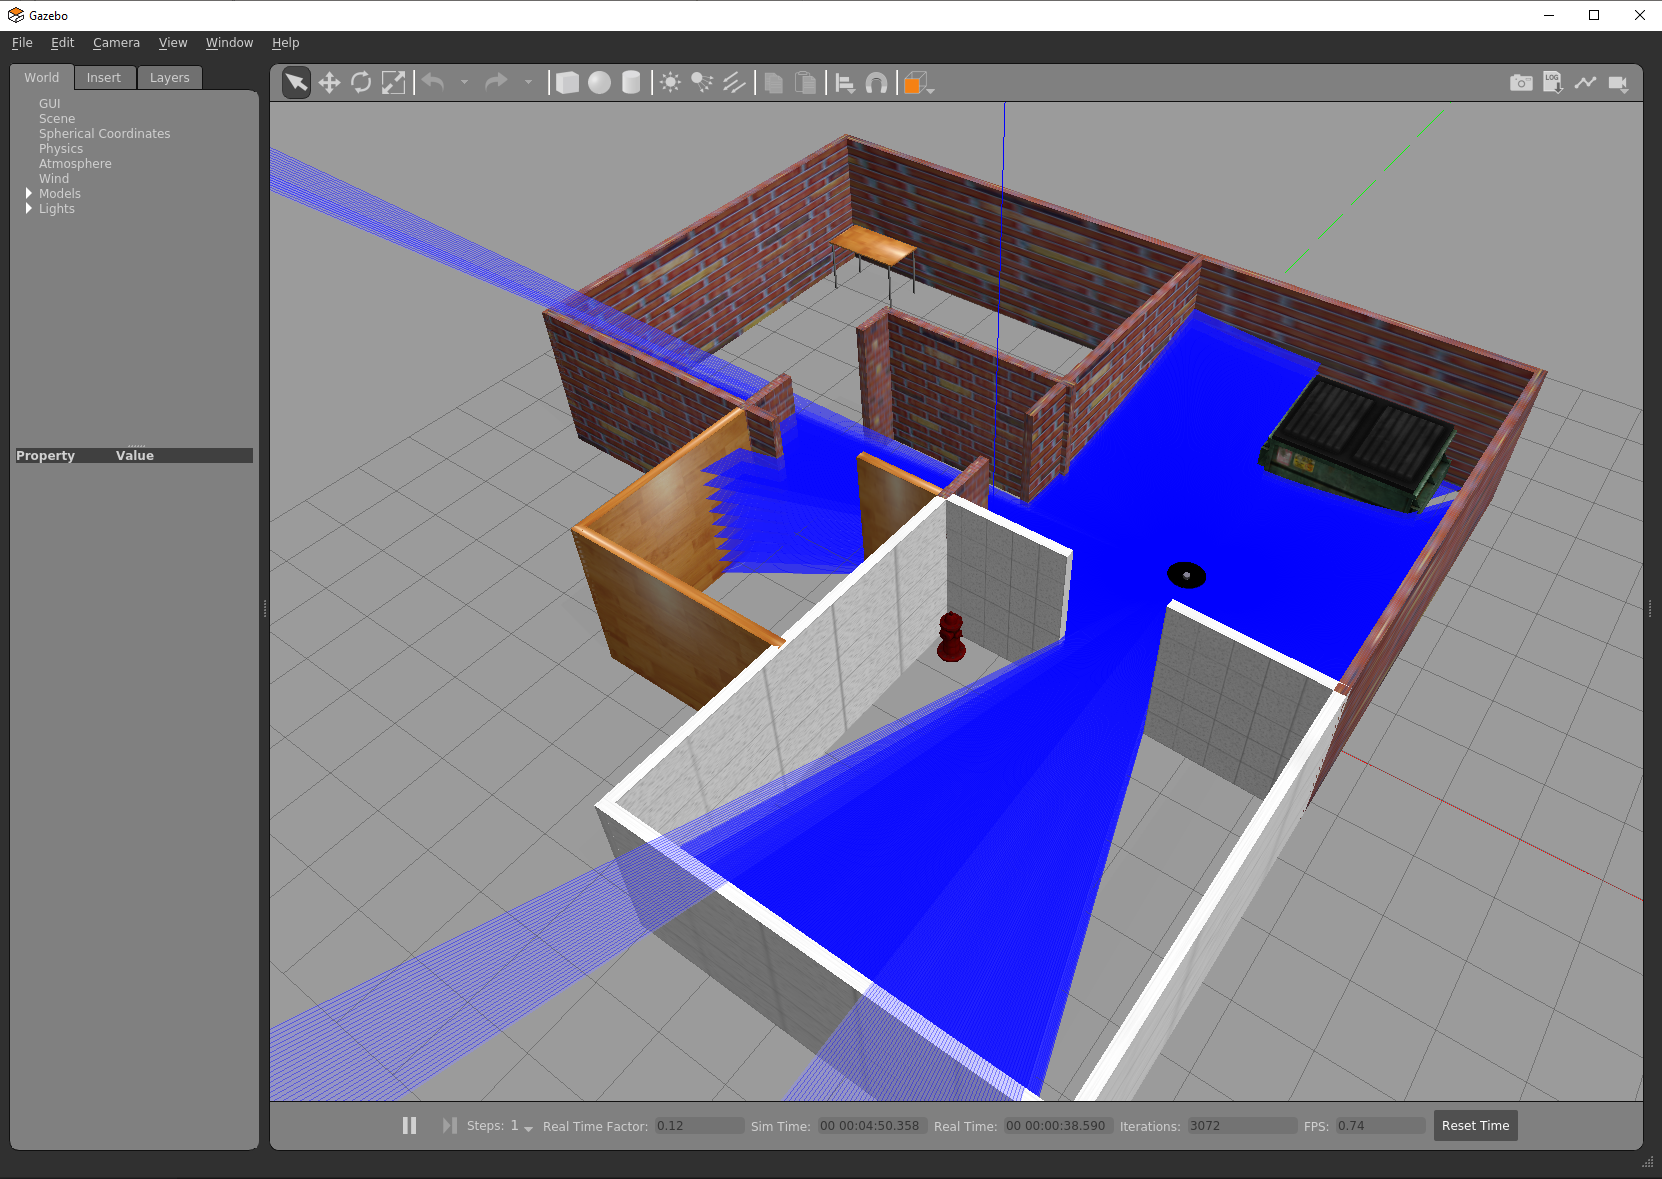 Gazebo
File Edit Camera View Window Help
World Insert Layers
LOG
GUI
Scene
Spherical Coordinates
Physics
Atmosphere
Wind
Models
Lights
Property Value
Steps: 1 Real Time Factor: 0.12 Sim Time: 00 00:04:50.358 Real Time: 00 00:00:38.590 Iterations: 3072 FPS: 0.74 Reset Time